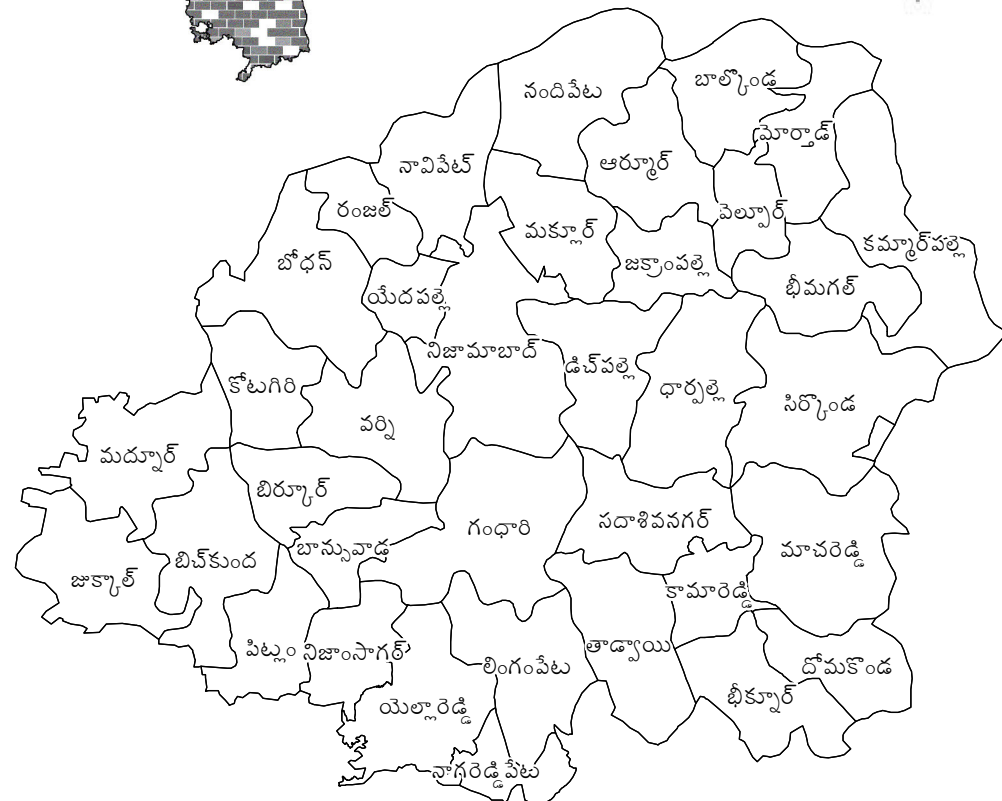 నందిపేటు
బాల్కొండ
మోర్తాడ్
నావిపేట్
ఆర్మూర్
రంజల్
వెల్పూర్
మక్లూర్
కమ్మార్‌పల్లె
బోధన్
జక్రాంపల్లె
భీమగల్
యేదపల్లె
నిజామాబాద్
డిచ్‌పల్లె
కోటగిరి
ధార్పల్లె
సిర్కొండ
వర్ని
మద్నూర్
బిర్కూర్
గంధారి
సదాశివనగర్
బాన్సువాడ
మాచరెడ్డి
బిచ్‌కుంద
జుక్కాల్
కామారెడ్డి
పిట్లం
నిజాంసాగర్
తాడ్వాయి
లింగంపేటు
దోమకొండ
భీక్నూర్
యెల్లారెడ్డి
నాగరెడ్డిపేటు